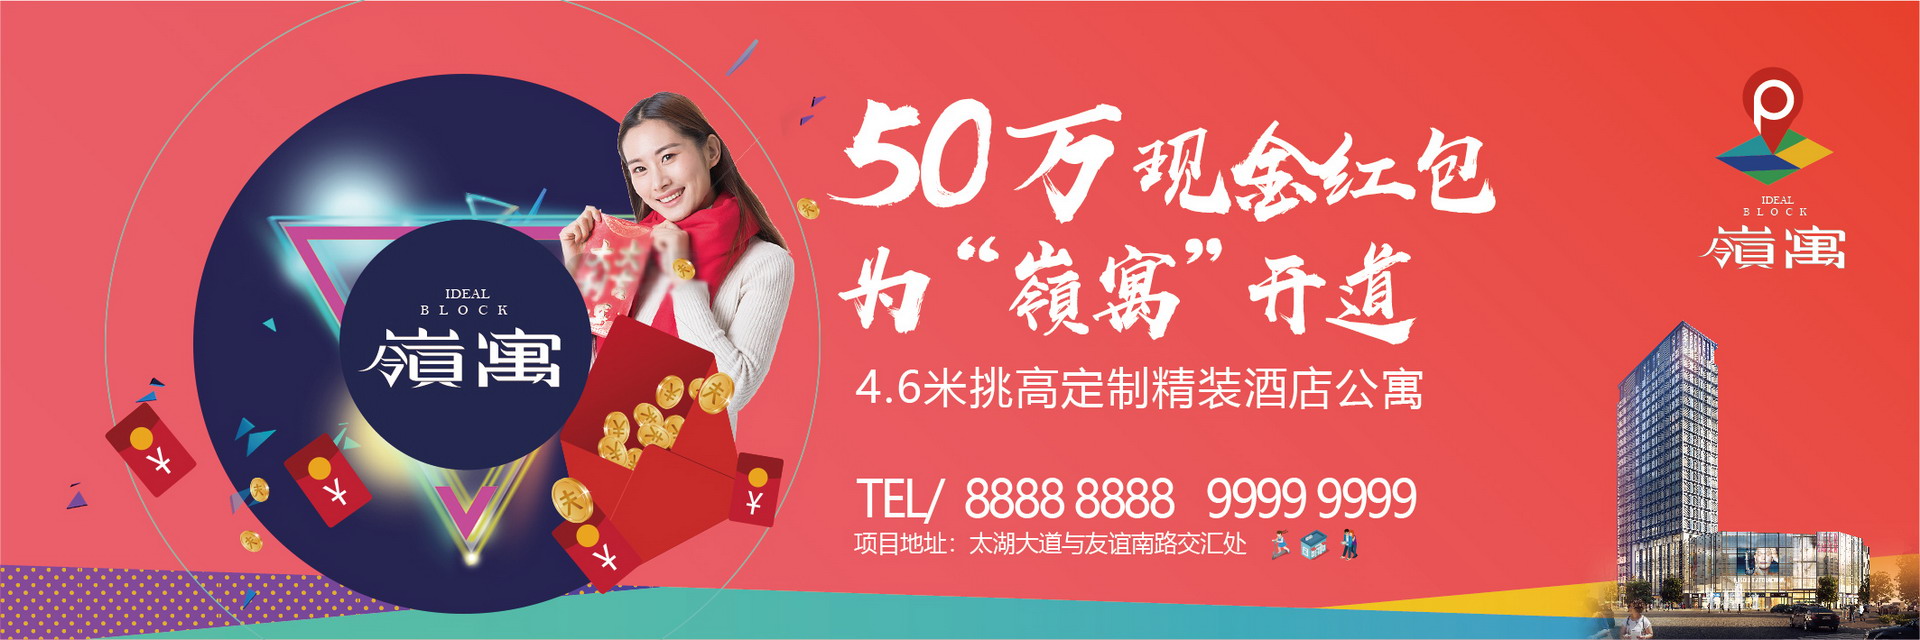 50万现金红包
为“嶺寓”开道
4.6米挑高定制精装酒店公寓
TEL/ 8888 8888 9999 9999
项目地址：太湖大道与友谊南路交汇处
IDEAL
BLOCK
嶺寓
IDEAL
BLOCK
嶺寓